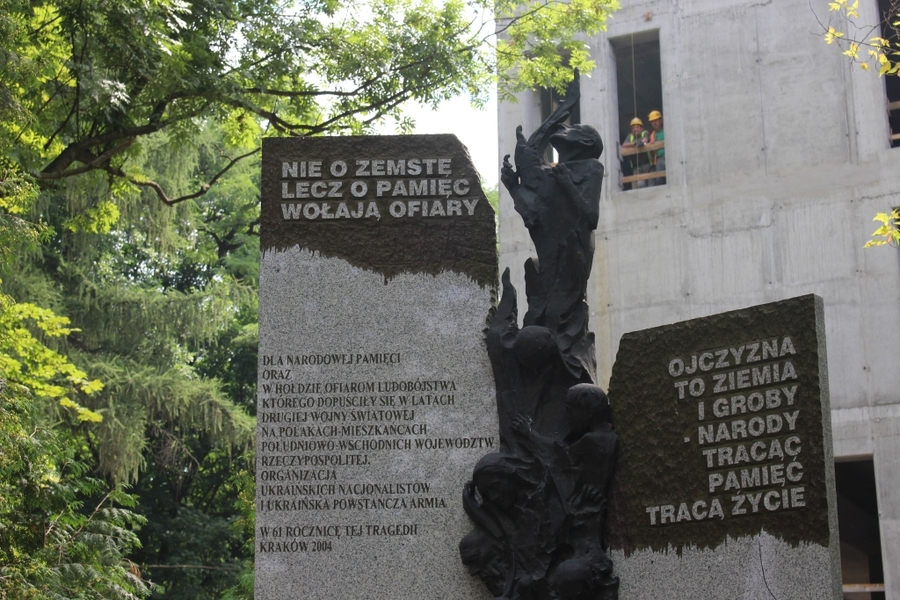 NIE O ZEMSTĘ
LECZ O PAMIĘĆ
WOŁAJĄ OFIARY
DLA NARODOWEJ PAMIĘCI
ORAZ
W HOŁDZIE OFIAROM LUDOBÓJSTWA
KTÓREGO DOPUŚCIŁY SIĘ W LATACH
DRUGIEJ WOJNY ŚWIATOWEJ
NA POLAKACH-MIESZKAŃCACH
POŁUDNIOWO-WSCHODNICH WOJEWÓDZTW
RZECZYPOSPOLITEJ,
ORGANIZACJA
UKRAIŃSKICH NACJONALISTÓW
I UKRAIŃSKA POWSTAŃCZA ARMIA
W 61 ROCZNICĘ TEJ TRAGEDII
KRAKÓW 2004
OJCZYZNA
TO ZIEMIA
I GROBY
NARODY
TRACĄC
PAMIĘĆ
TRACĄ ŻYCIE